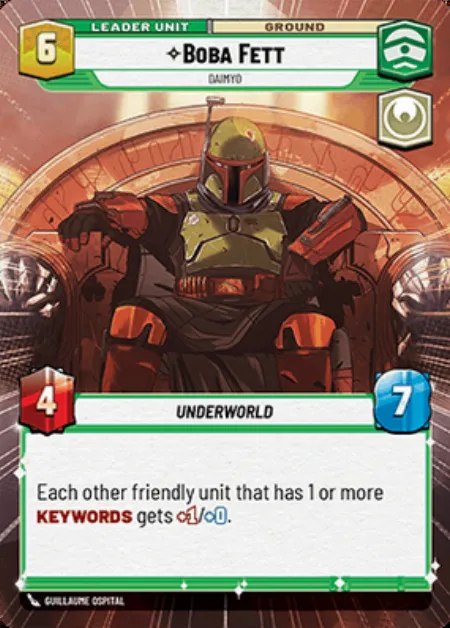 LEADER UNIT GROUND
6
BOBA FETT
DAIMYO
4
UNDERWORLD
7
Each other friendly unit that has 1 or more
KEYWORDS gets +1/+0.
GUILLAUME OSPITAL